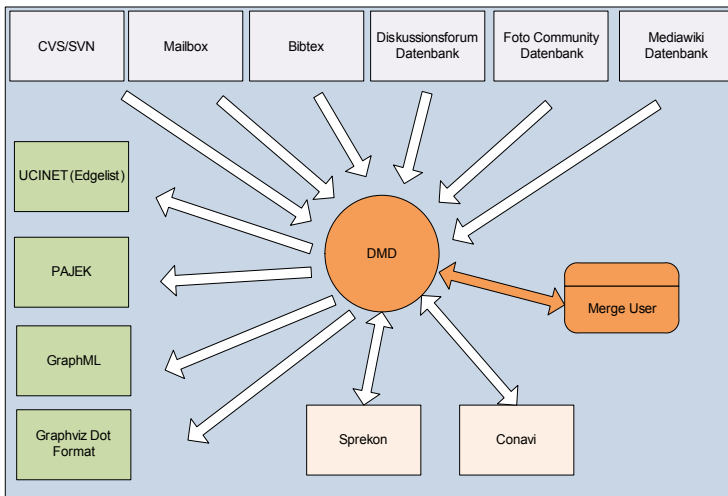 CVS/SVN
Mailbox
Bibtex
Diskussionsforum
Datenbank
Foto Community
Datenbank
Mediawiki
Datenbank
UCINET (Edgelist)
PAJEK
GraphML
Graphviz Dot
Format
DMD
Merge User
Sprekon
Conavi